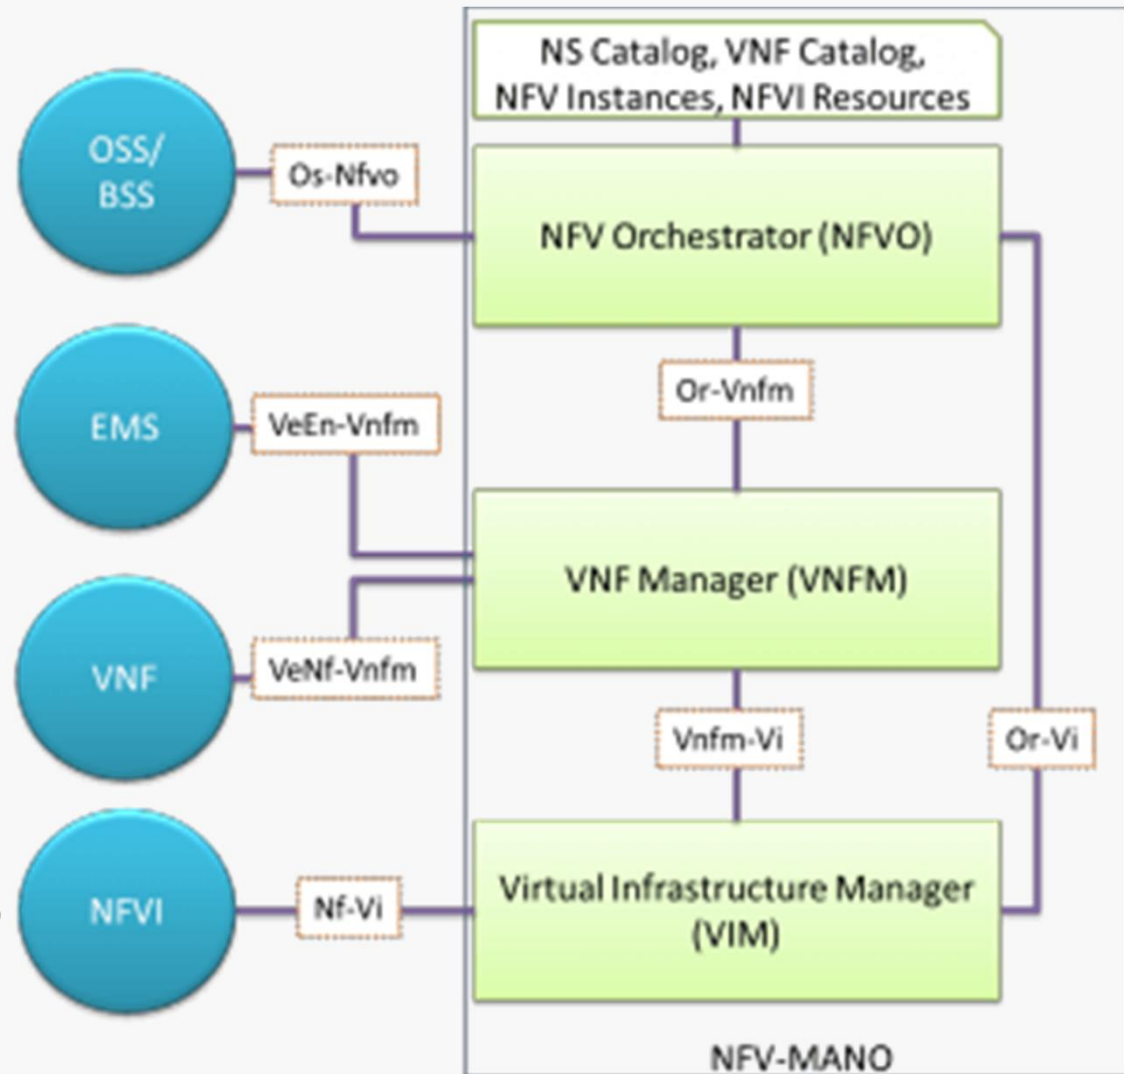 NS Catalog, VNF Catalog,
NFV Instances, NFVI Resources
OSS/
BSS
Os-Nfvo
NFV Orchestrator (NFVO)
Or-Vnfm
EMS
VeEn-Vnfm
VNF Manager (VNFM)
VNF
VeNf-Vnfm
Vnfm-Vi
Or-Vi
NFVI
Nf-Vi
Virtual Infrastructure Manager
(VIM)
NFV-MANO